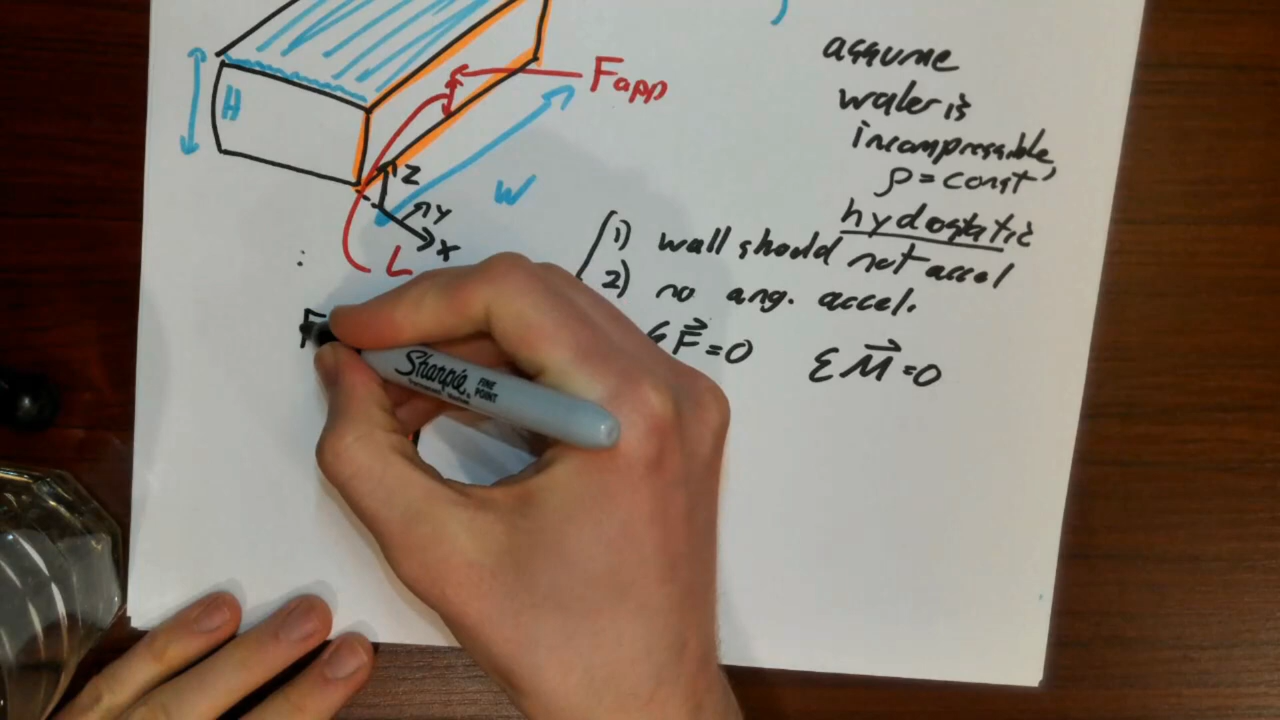 H
Fapp
Z
Y
X
L
W
assume
water is
incompressible,
ρ = const
hydostatic
1) wall should not accel
2) no ang. accel.
ΣF⃗=0 ΣM⃗=0
F
Sharpie
FINE
POINT